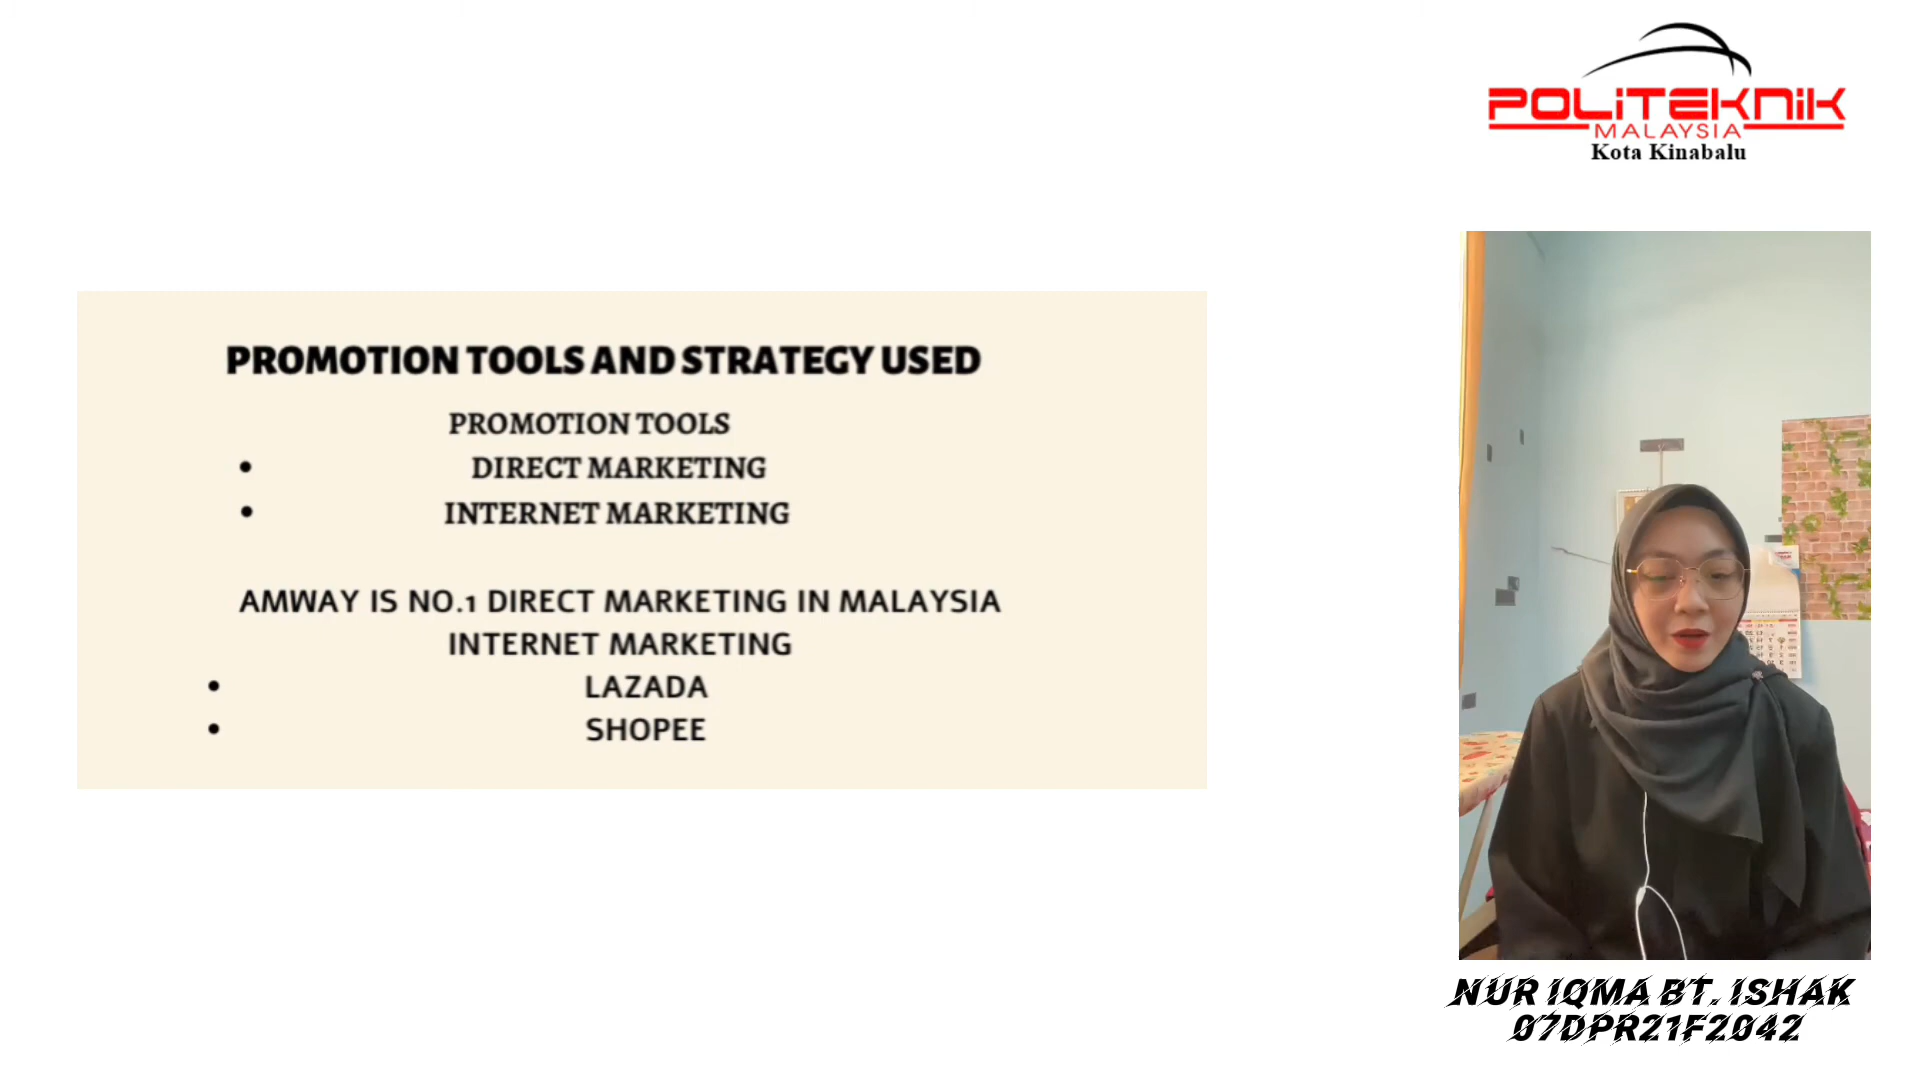 POLiTEKNiK
MALAYSIA
Kota Kinabalu
PROMOTION TOOLS AND STRATEGY USED
PROMOTION TOOLS
• DIRECT MARKETING
• INTERNET MARKETING
AMWAY IS NO.1 DIRECT MARKETING IN MALAYSIA
INTERNET MARKETING
• LAZADA
• SHOPEE
NUR IQMA BT. ISHAK
07DPR21F2042